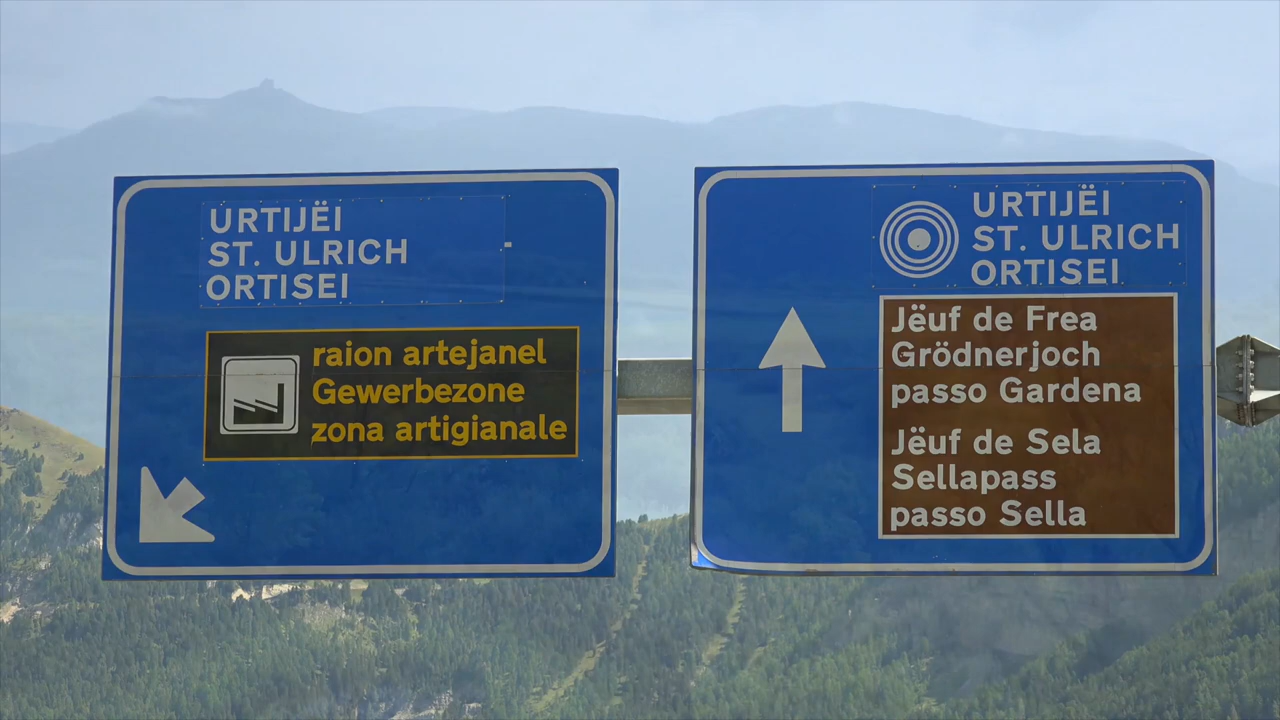 URTIJËI
ST. ULRICH
ORTISEI
raion artejanel
Gewerbezone
zona artigianale
URTIJËI
ST. ULRICH
ORTISEI
Jëuf de Frea
Grödnerjoch
passo Gardena
Jëuf de Sela
Sellapass
passo Sella